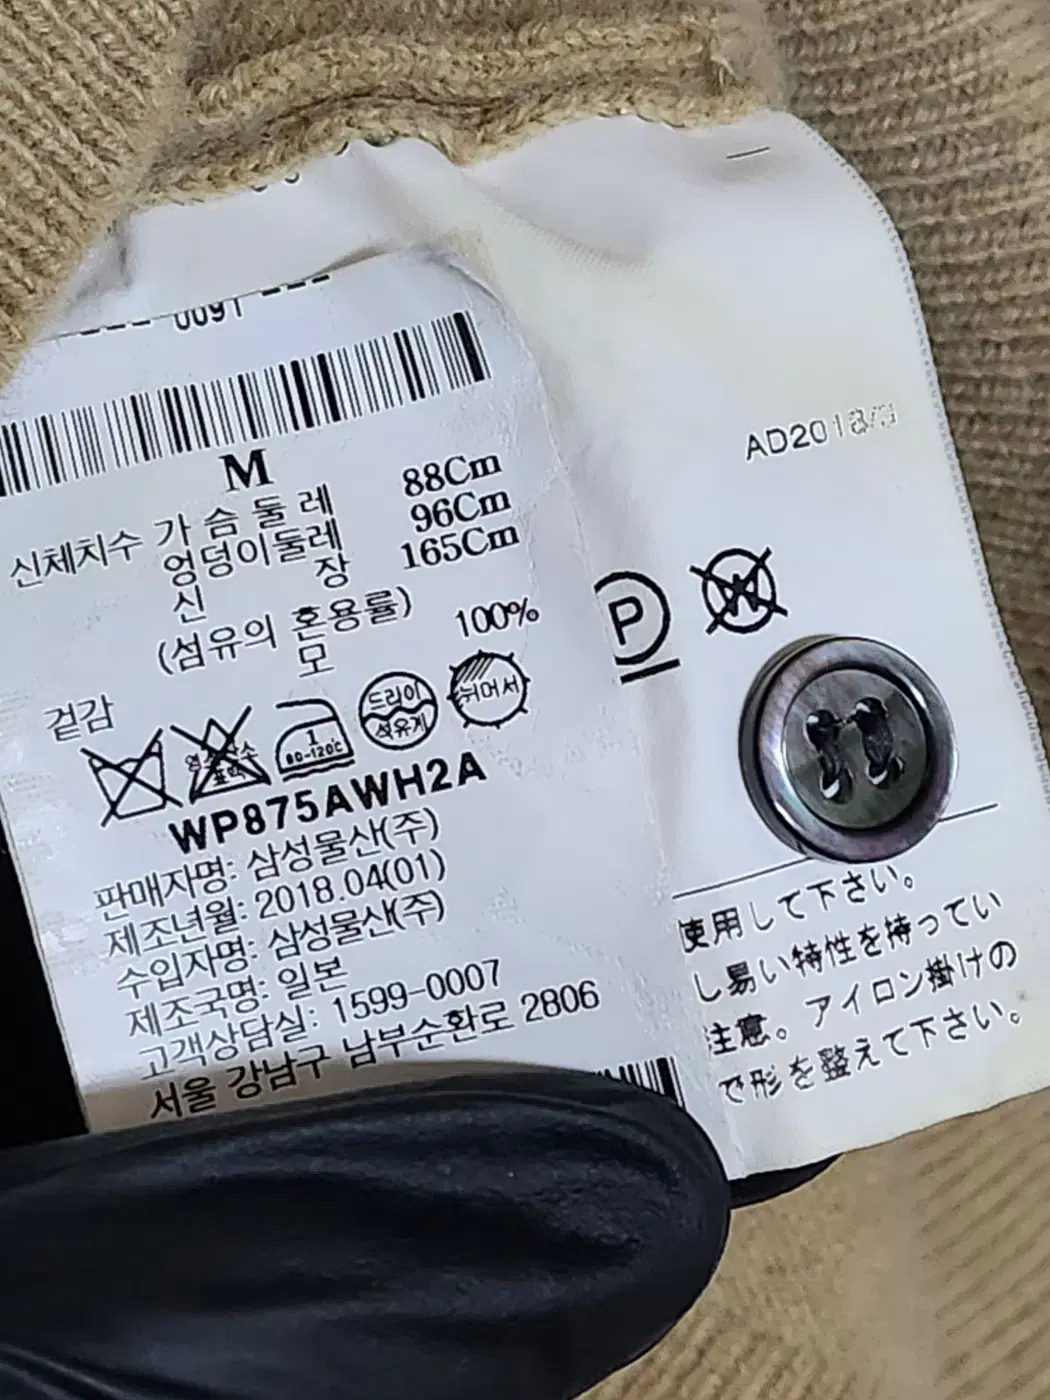 0091
M
신체치수 가 슴 둘 레 88Cm
엉덩이둘레 96Cm
신 장 165Cm
(섬유의 혼용률)
겉감 모 100%
드라이
석유계
뉘어서
1
80-120℃
WP875AWH2A
판매자명: 삼성물산(주)
제조년월: 2018.04(01)
수입자명: 삼성물산(주)
제조국명: 일본
고객상담실: 1599-0007
서울 강남구 남부순환로 2806
AD2018/3
P
W
使用して下さい。
し易い特性を持ってい
注意。アイロン掛けの
で形を整えて下さい。